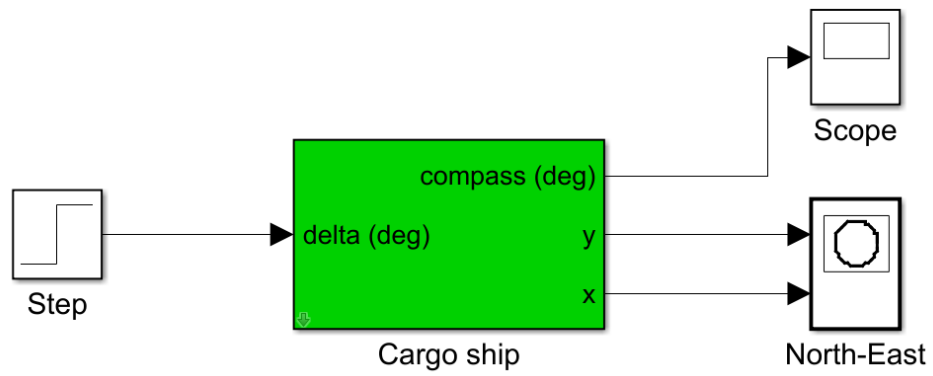 Scope
compass (deg)
delta (deg)
y
x
Step
Cargo ship
North-East